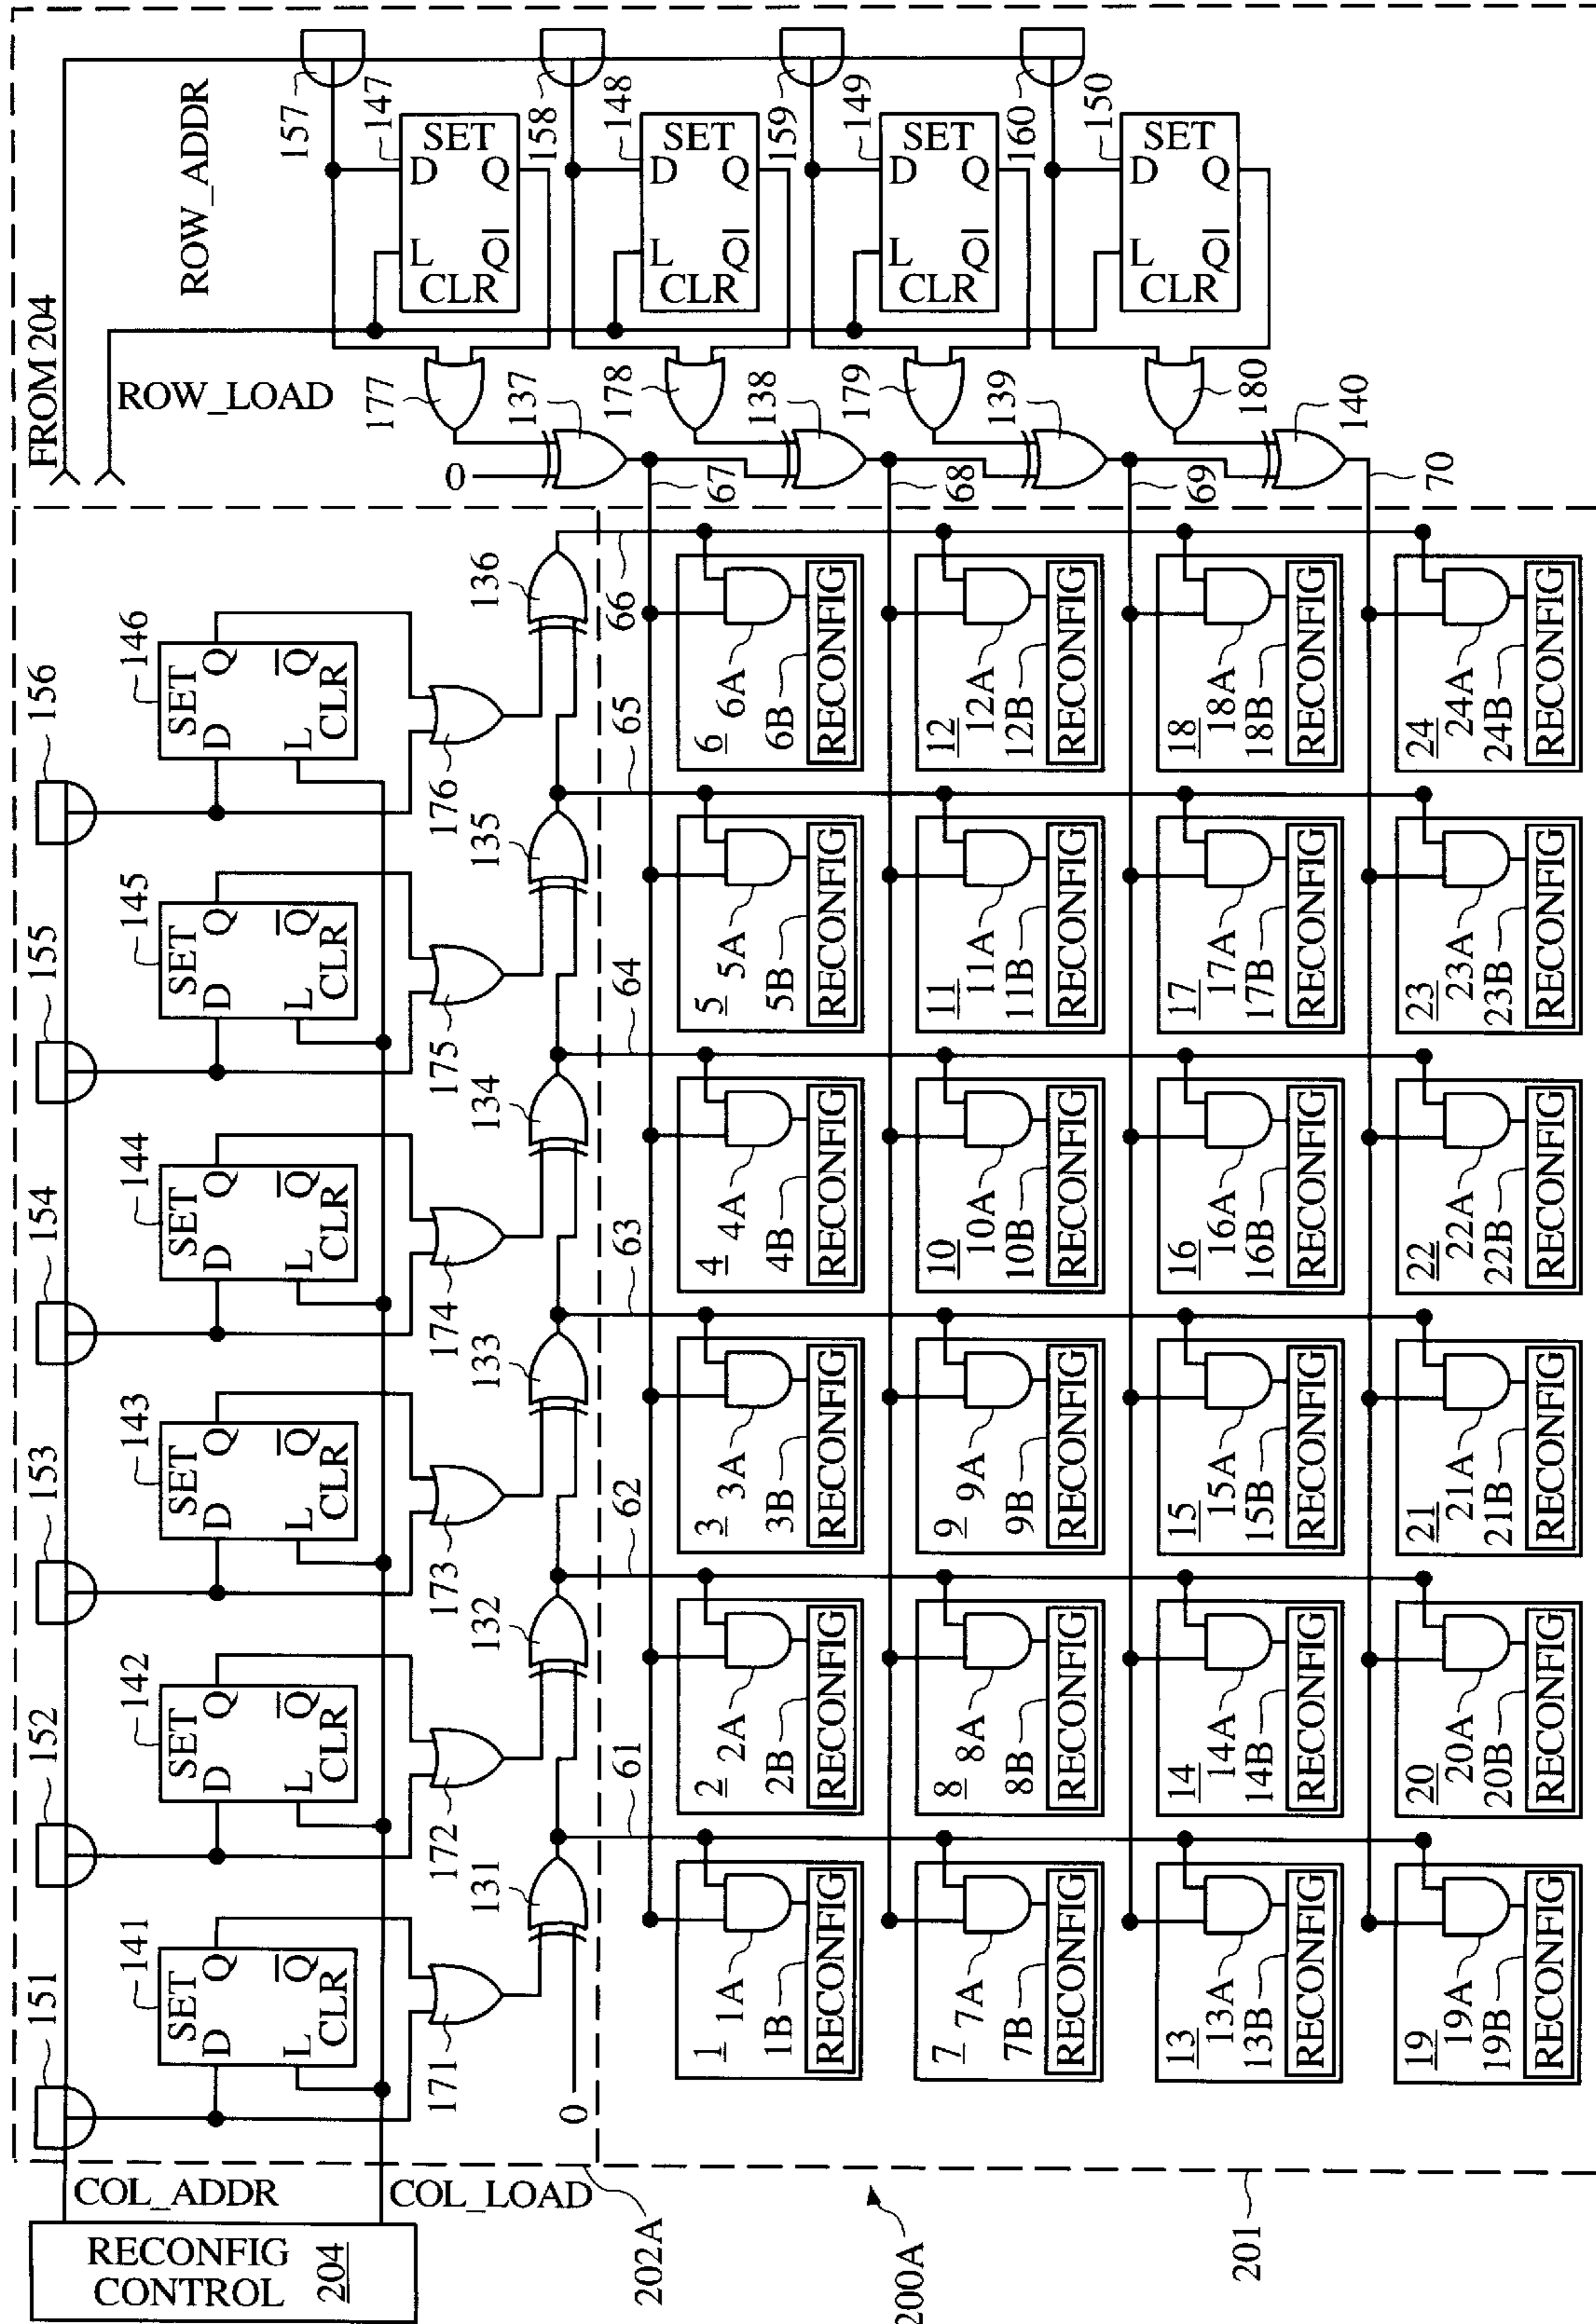 FROM 204
ROW_ADDR
ROW_LOAD
157
147
SET
D Q
L Q
CLR
158
148
SET
D Q
L Q
CLR
159
149
SET
D Q
L Q
CLR
160
150
SET
D Q
L Q
CLR
177
137
178
138
179
139
180
140
0
67
68
69
70
RECONFIG
CONTROL
204
COL_ADDR
COL_LOAD
151
152
153
154
155
156
141
SET
D Q
L Q
CLR
142
SET
D Q
L Q
CLR
143
SET
D Q
L Q
CLR
144
SET
D Q
L Q
CLR
145
SET
D Q
L Q
CLR
146
SET
D Q
L Q
CLR
171
172
173
174
175
176
131
132
133
134
135
136
0
61
62
63
64
65
66
202A
200A
201
1
1A
1B
RECONFIG
2
2A
2B
RECONFIG
3
3A
3B
RECONFIG
4
4A
4B
RECONFIG
5
5A
5B
RECONFIG
6
6A
6B
RECONFIG
7
7A
7B
RECONFIG
8
8A
8B
RECONFIG
9
9A
9B
RECONFIG
10
10A
10B
RECONFIG
11
11A
11B
RECONFIG
12
12A
12B
RECONFIG
13
13A
13B
RECONFIG
14
14A
14B
RECONFIG
15
15A
15B
RECONFIG
16
16A
16B
RECONFIG
17
17A
17B
RECONFIG
18
18A
18B
RECONFIG
19
19A
19B
RECONFIG
20
20A
20B
RECONFIG
21
21A
21B
RECONFIG
22
22A
22B
RECONFIG
23
23A
23B
RECONFIG
24
24A
24B
RECONFIG